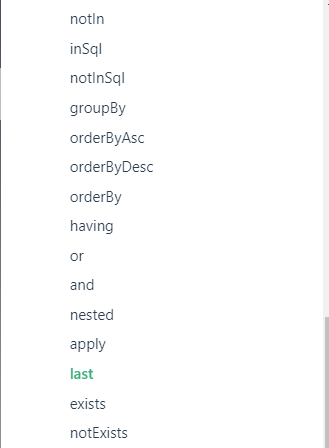 notIn
inSql
notInSql
groupBy
orderByAsc
orderByDesc
orderBy
having
or
and
nested
apply
last
exists
notExists